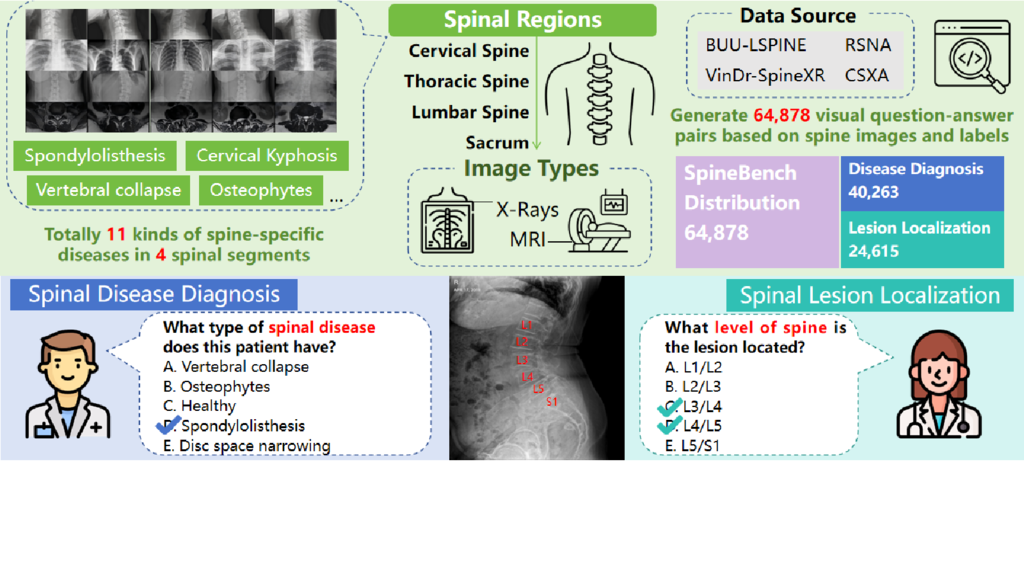 Spondylolisthesis
Cervical Kyphosis
Vertebral collapse
Osteophytes
...
Totally 11 kinds of spine-specific
diseases in 4 spinal segments
Spinal Regions
Cervical Spine
Thoracic Spine
Lumbar Spine
Sacrum
Image Types
X-Rays
MRI
Data Source
BUU-LSPINE
RSNA
VinDr-SpineXR
CSXA
Generate 64,878 visual question-answer
pairs based on spine images and labels
SpineBench
Distribution
64,878
Disease Diagnosis
40,263
Lesion Localization
24,615
Spinal Disease Diagnosis
What type of spinal disease
does this patient have?
A. Vertebral collapse
B. Osteophytes
C. Healthy
D. Spondylolisthesis
E. Disc space narrowing
L1
L2
L3
L4
L5
S1
Spinal Lesion Localization
What level of spine is
the lesion located?
A. L1/L2
B. L2/L3
C. L3/L4
D. L4/L5
E. L5/S1